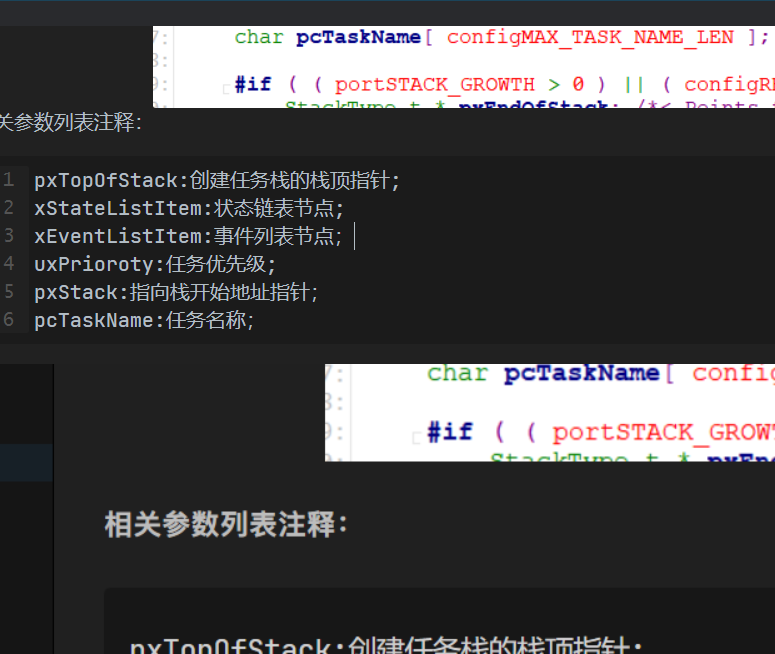 7: char pcTaskName[ configMAX_TASK_NAME_LEN ];
8:
9: #if ( ( portSTACK_GROWTH > 0 ) || ( configR
StackType_t * pxEndOfStack; /*< Points
关参数列表注释：
1 pxTopOfStack:创建任务栈的栈顶指针;
2 xStateListItem:状态链表节点;
3 xEventListItem:事件列表节点;
4 uxPrioroty:任务优先级;
5 pxStack:指向栈开始地址指针;
6 pcTaskName:任务名称;
7: char pcTaskName[ config
8:
9: #if ( ( portSTACK_GROW
StackType_t * pxEn
相关参数列表注释：
pxTopOfStack:创建任务栈的栈顶指针;